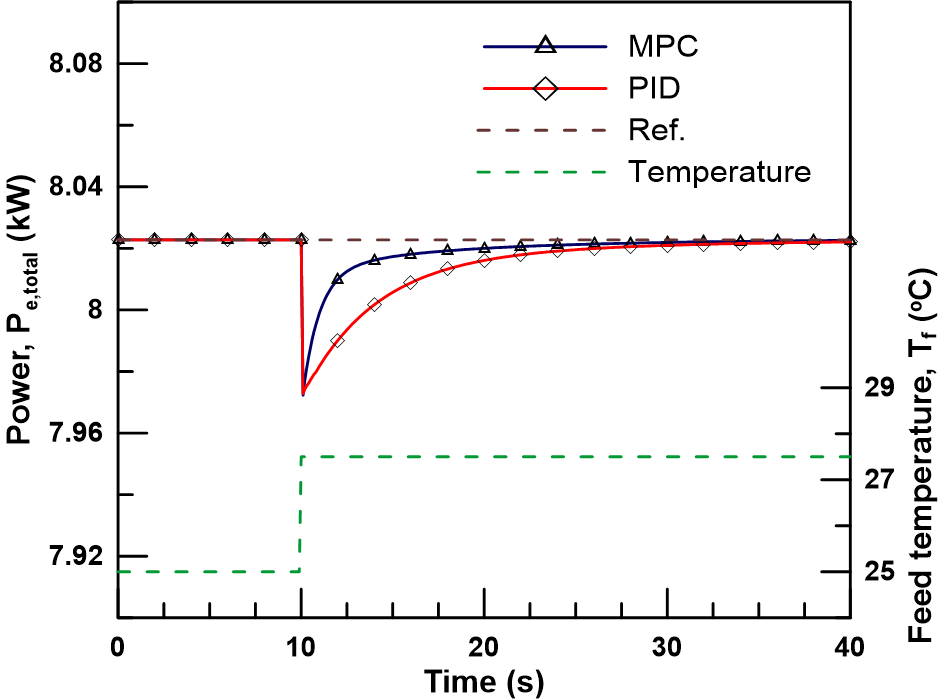 MPC
PID
Ref.
Temperature
8.08
8.04
8
7.96
7.92
Power, Pe,total (kW)
29
27
25
Feed temperature, Tf (ºC)
0
10
20
30
40
Time (s)